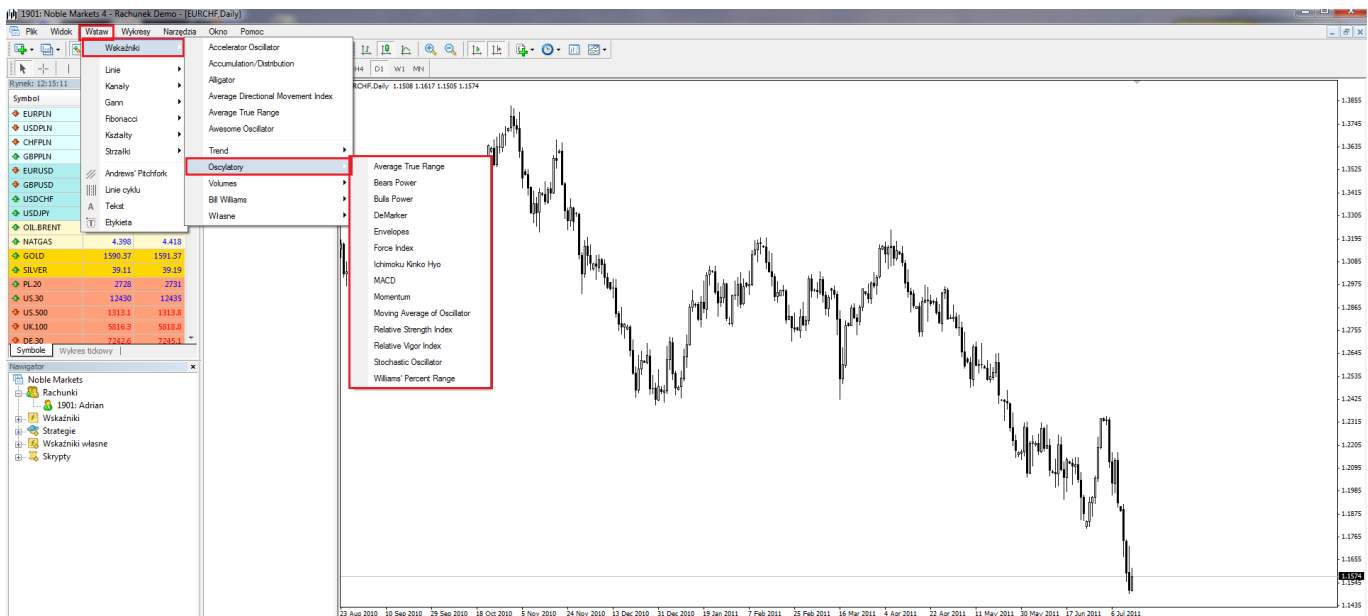 1901: Noble Markets 4 - Rachunek Demo - [EURCHF,Daily]
Plik Widok Wstaw Wykresy Narzędzia Okno Pomoc
H4 D1 W1 MN
Rynek: 12:15:11
Symbol
EURPLN
USDPLN
CHFPLN
GBPPLN
EURUSD
GBPUSD
USDCHF
USDJPY
OIL.BRENT
NATGAS 4.398 4.418
GOLD 1590.37 1591.37
SILVER 39.11 39.19
PL.20 2728 2731
US.30 12430 12435
US.500 1313.1 1313.8
UK.100 5816.3 5818.8
DE.30 7242.6 7245.1
Symbole Wykres tickowy
Nawigator
Noble Markets
Rachunki
1901: Adrian
Wskaźniki
Strategie
Wskaźniki własne
Skrypty
Wskaźniki
Linie
Kanały
Gann
Fibonacci
Kształty
Strzałki
Andrews' Pitchfork
Linie cyklu
A Tekst
T Etykieta
Accelerator Oscillator
Accumulation/Distribution
Alligator
Average Directional Movement Index
Average True Range
Awesome Oscillator
Trend
Oscylatory
Volumes
Bill Williams
Własne
Average True Range
Bears Power
Bulls Power
DeMarker
Envelopes
Force Index
Ichimoku Kinko Hyo
MACD
Momentum
Moving Average of Oscillator
Relative Strength Index
Relative Vigor Index
Stochastic Oscillator
Williams' Percent Range
RCHF,Daily 1.1508 1.1617 1.1505 1.1574
1.3855
1.3745
1.3635
1.3525
1.3415
1.3305
1.3195
1.3085
1.2975
1.2865
1.2755
1.2645
1.2535
1.2425
1.2315
1.2205
1.2095
1.1985
1.1875
1.1765
1.1655
1.1574
1.1545
1.1435
23 Aug 2010 10 Sep 2010 29 Sep 2010 18 Oct 2010 5 Nov 2010 24 Nov 2010 13 Dec 2010 31 Dec 2010 19 Jan 2011 7 Feb 2011 25 Feb 2011 16 Mar 2011 4 Apr 2011 22 Apr 2011 11 May 2011 30 May 2011 17 Jun 2011 6 Jul 2011